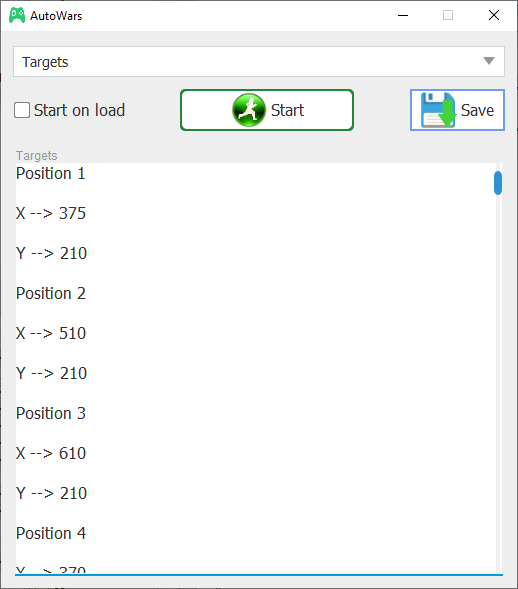 AutoWars
Targets
Start on load
Start
Save
Targets
Position 1
X --> 375
Y --> 210
Position 2
X --> 510
Y --> 210
Position 3
X --> 610
Y --> 210
Position 4
X --> 370